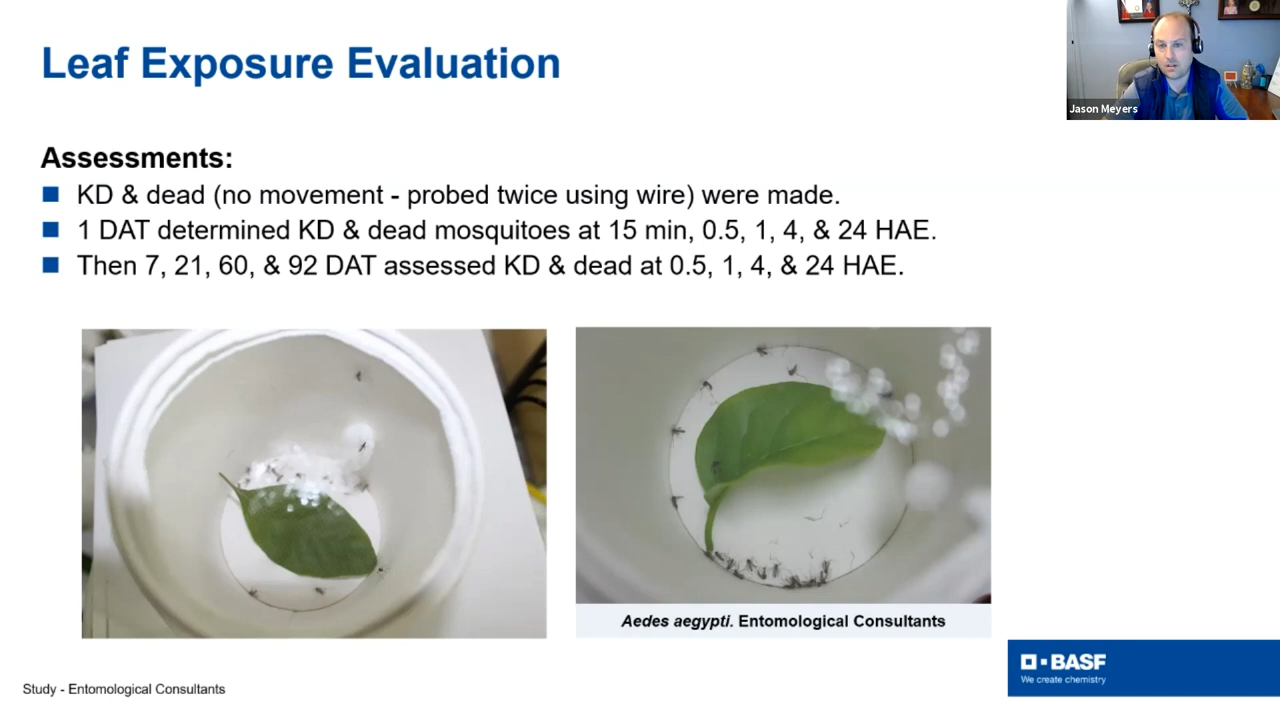 Leaf Exposure Evaluation
Jason Meyers
Assessments:
KD & dead (no movement - probed twice using wire) were made.
1 DAT determined KD & dead mosquitoes at 15 min, 0.5, 1, 4, & 24 HAE.
Then 7, 21, 60, & 92 DAT assessed KD & dead at 0.5, 1, 4, & 24 HAE.
Aedes aegypti. Entomological Consultants
BASF
We create chemistry
Study - Entomological Consultants